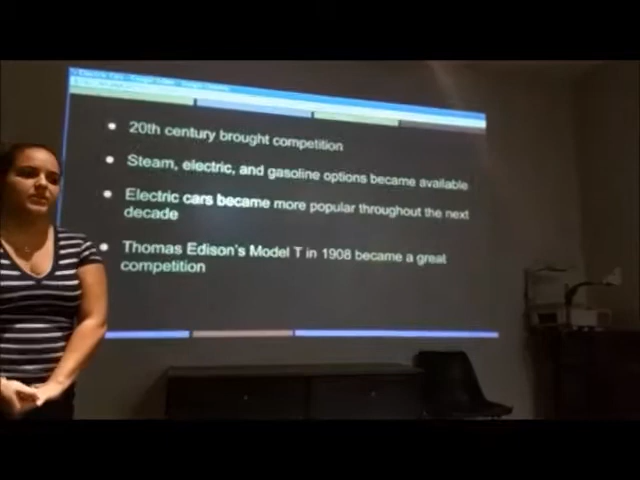 20th century brought competition
Steam, electric, and gasoline options became available
Electric cars became more popular throughout the next
decade
Thomas Edison's Model T in 1908 became a great
competition